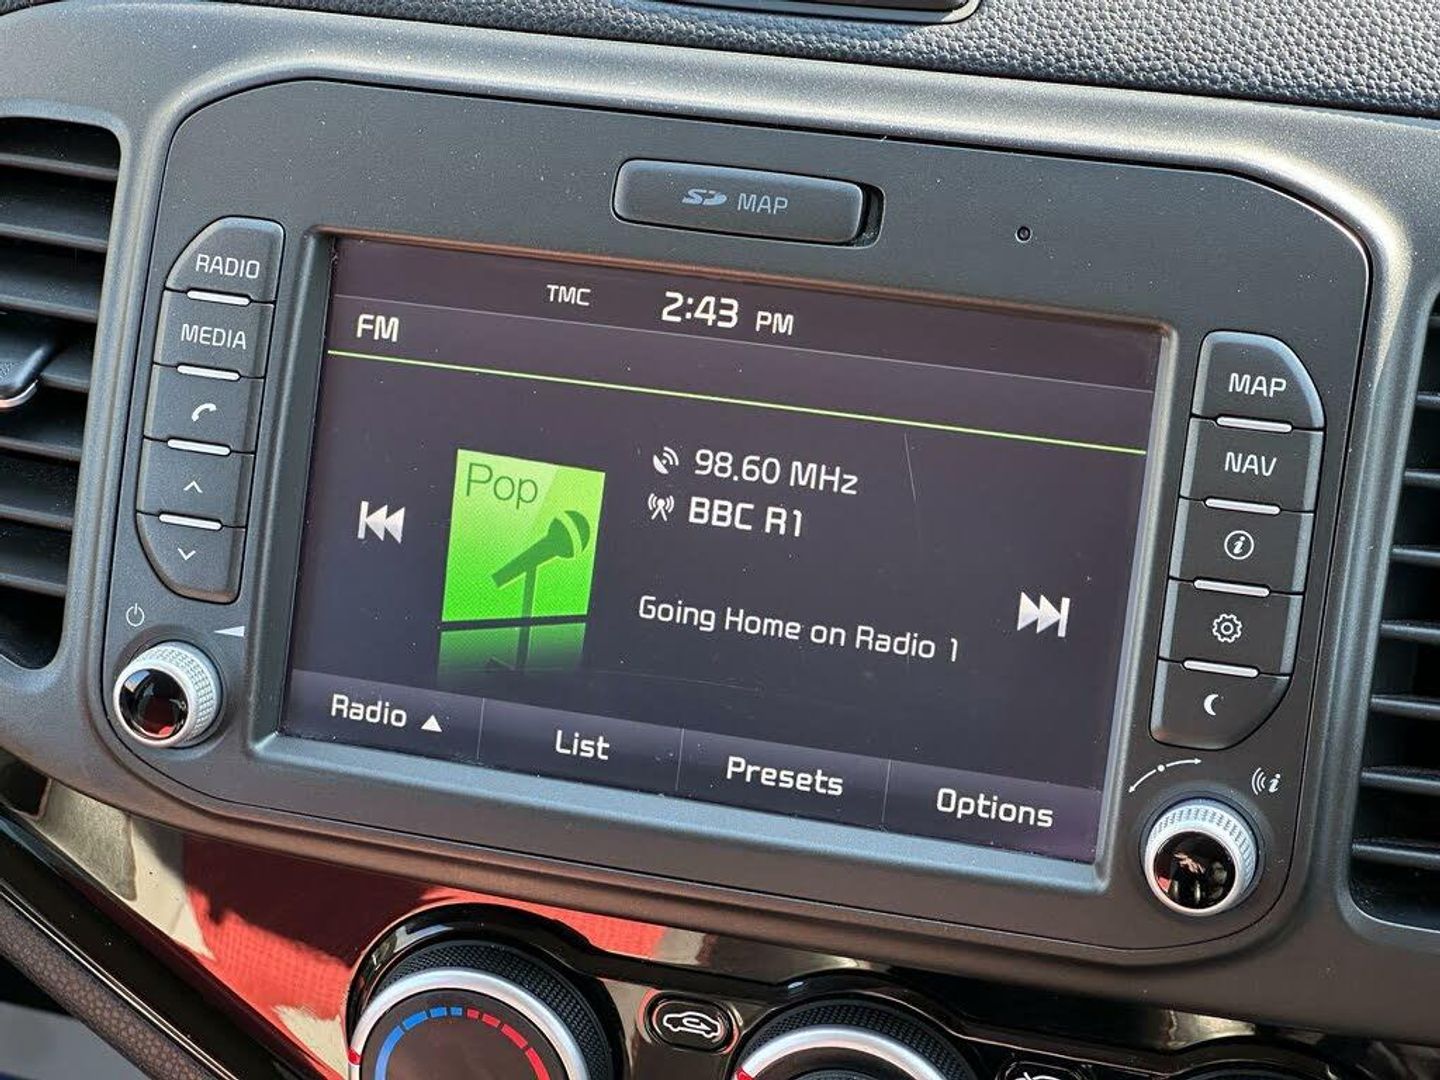 SD MAP
RADIO
MEDIA
TMC 2:43 PM
FM
Pop
98.60 MHz
BBC R1
Going Home on Radio 1
Radio
List
Presets
Options
MAP
NAV